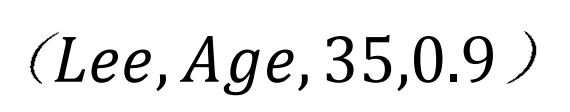 (Lee, Age, 35,0.9)